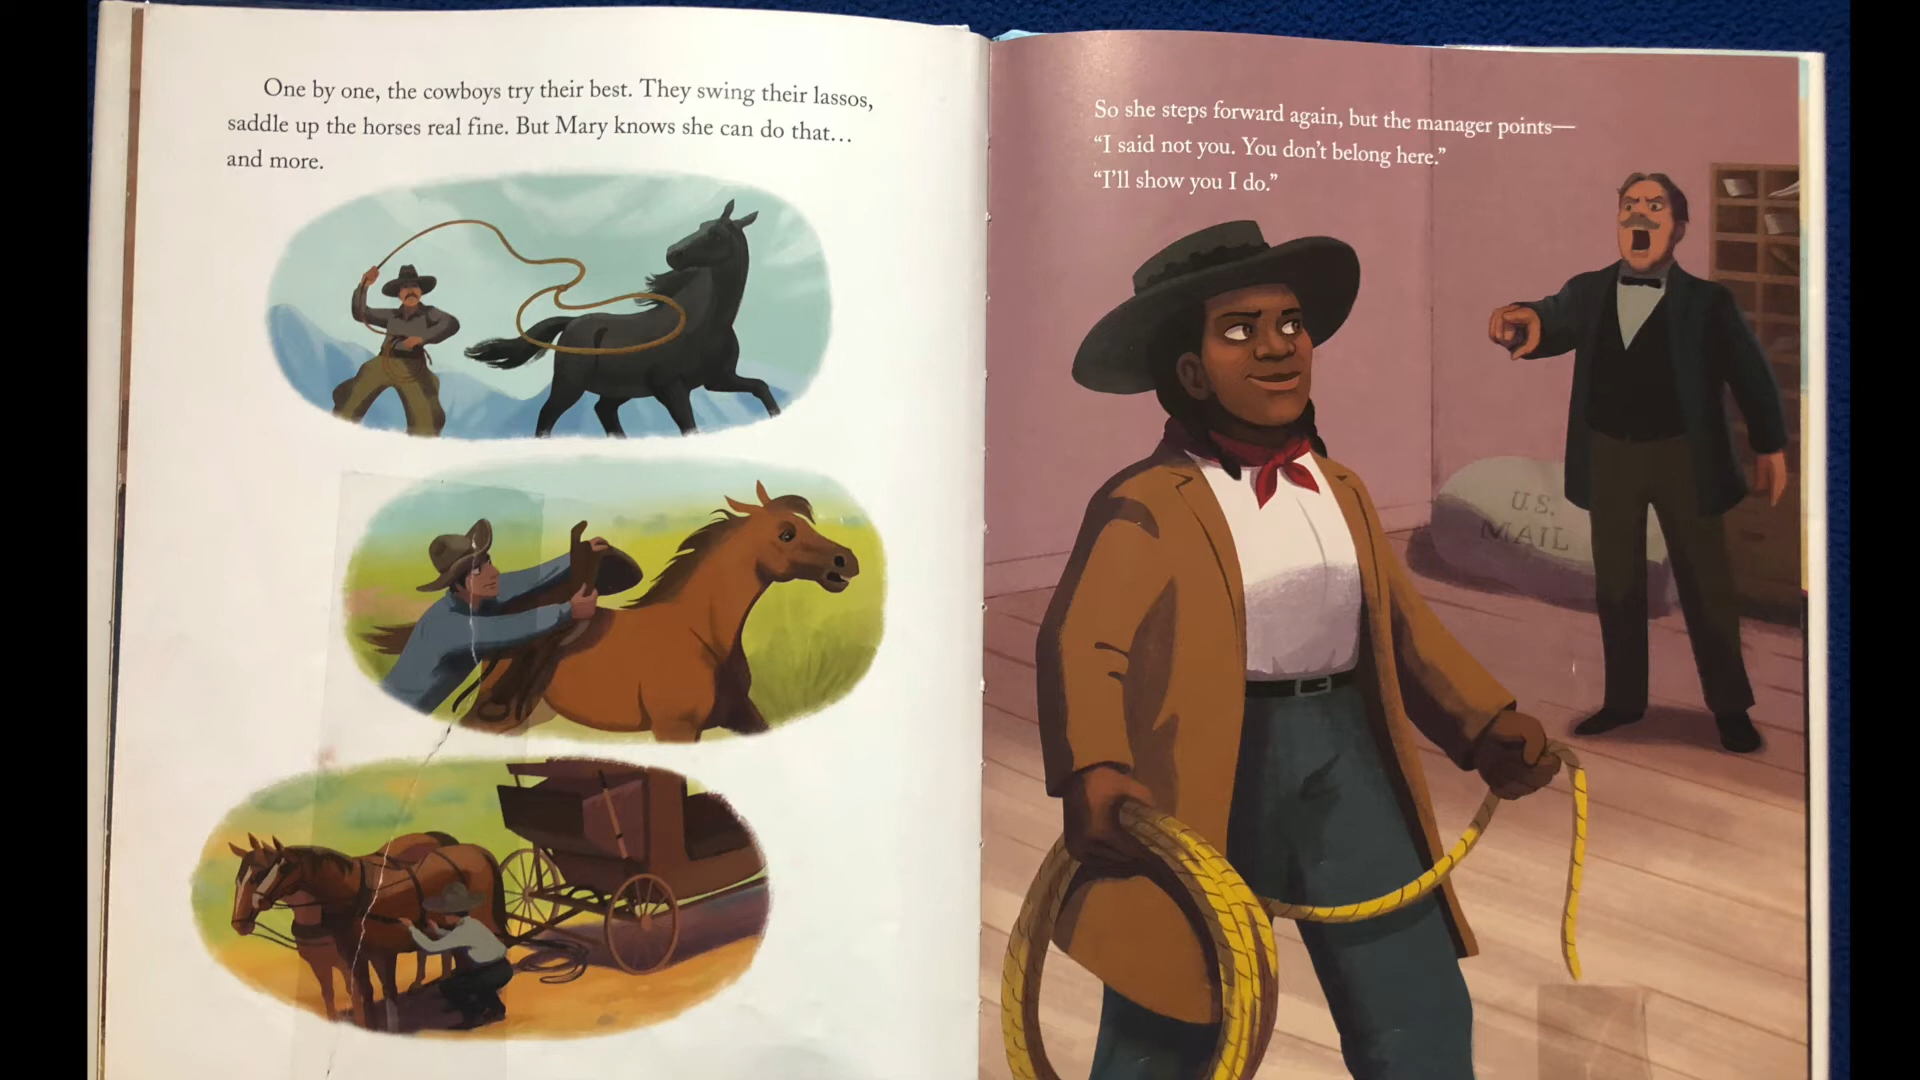 One by one, the cowboys try their best. They swing their lassos,
saddle up the horses real fine. But Mary knows she can do that…
and more.
So she steps forward again, but the manager points—
“I said not you. You don’t belong here.”
“I’ll show you I do.”
U.S.
MAIL